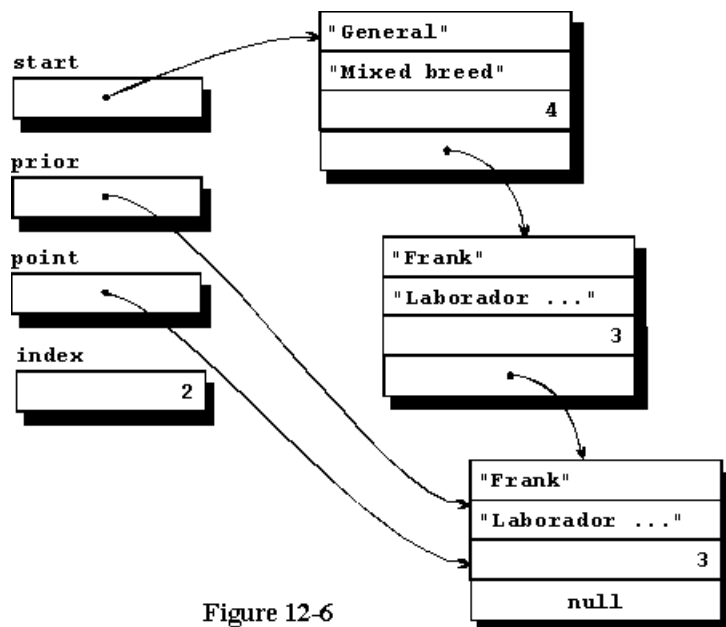 start
prior
point
index
2
"General"
"Mixed breed"
4
"Frank"
"Laborador ..."
3
"Frank"
"Laborador ..."
3
null
Figure 12-6